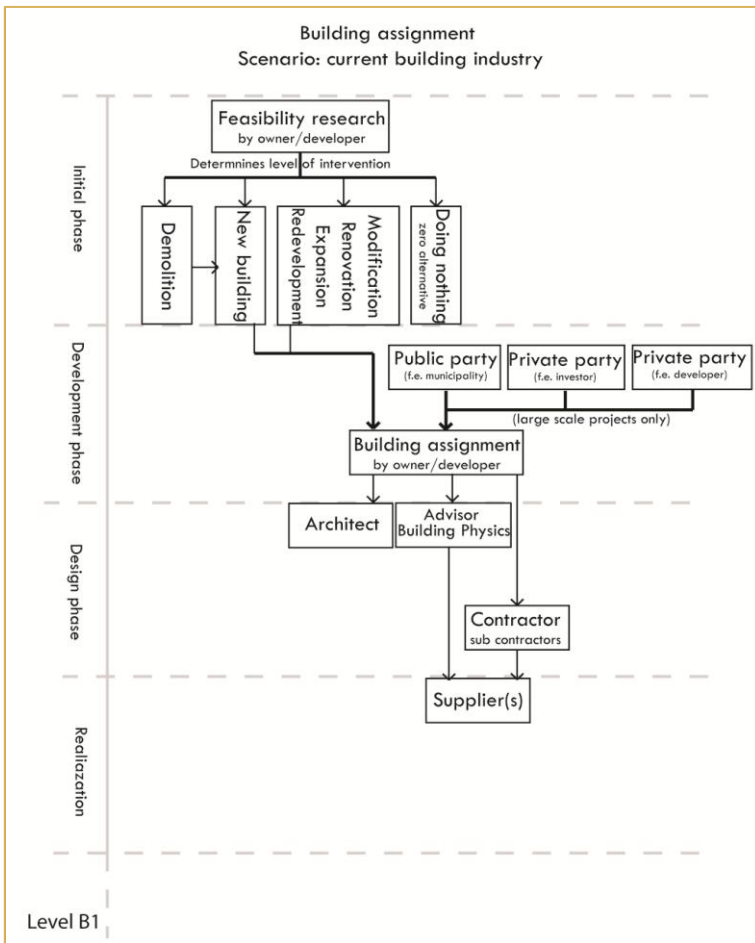 Building assignment
Scenario: current building industry
Initial phase
Feasibility research
by owner/developer
Determnines level of intervention
Demolition
New building
Modification
Renovation
Expansion
Redevelopment
Doing nothing
zero alternative
Development phase
Public party
(f.e. municipality)
Private party
(f.e. investor)
Private party
(f.e. developer)
(large scale projects only)
Building assignment
by owner/developer
Design phase
Architect
Advisor
Building Physics
Contractor
sub contractors
Realiazation
Supplier(s)
Level B1